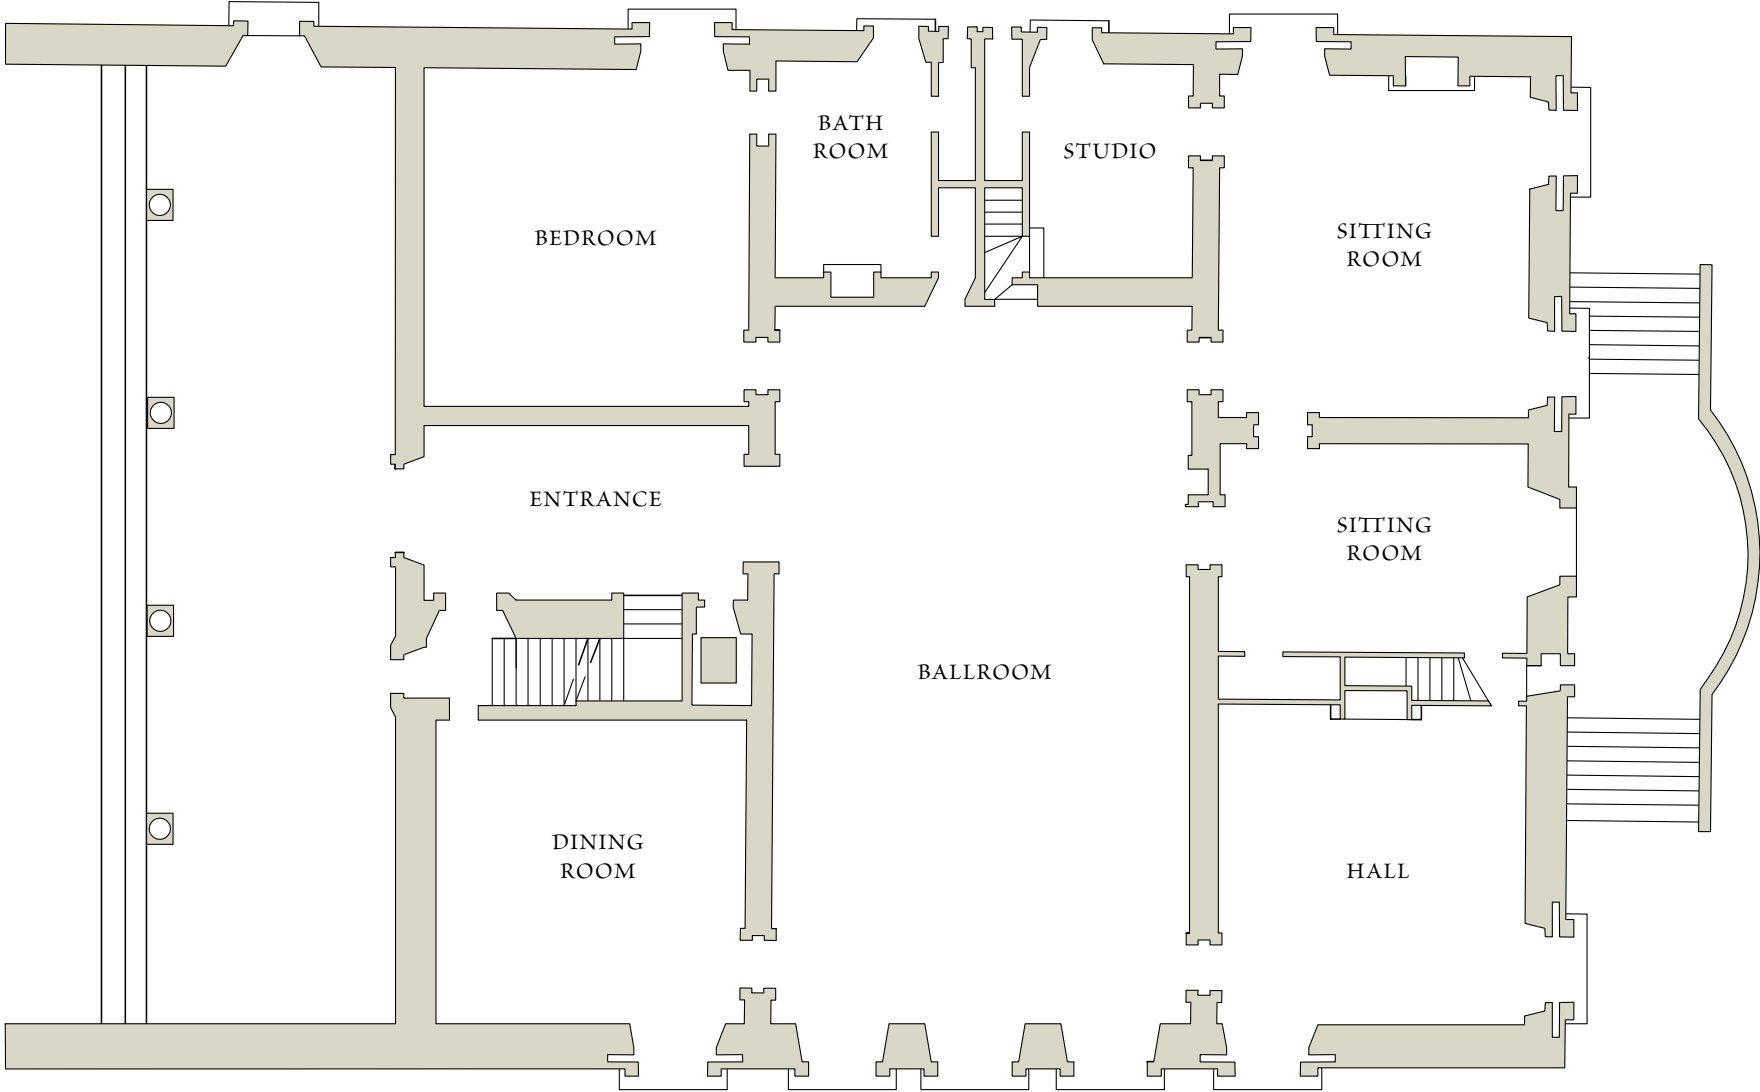 BATH
ROOM
STUDIO
BEDROOM
SITTING
ROOM
ENTRANCE
SITTING
ROOM
BALLROOM
DINING
ROOM
HALL